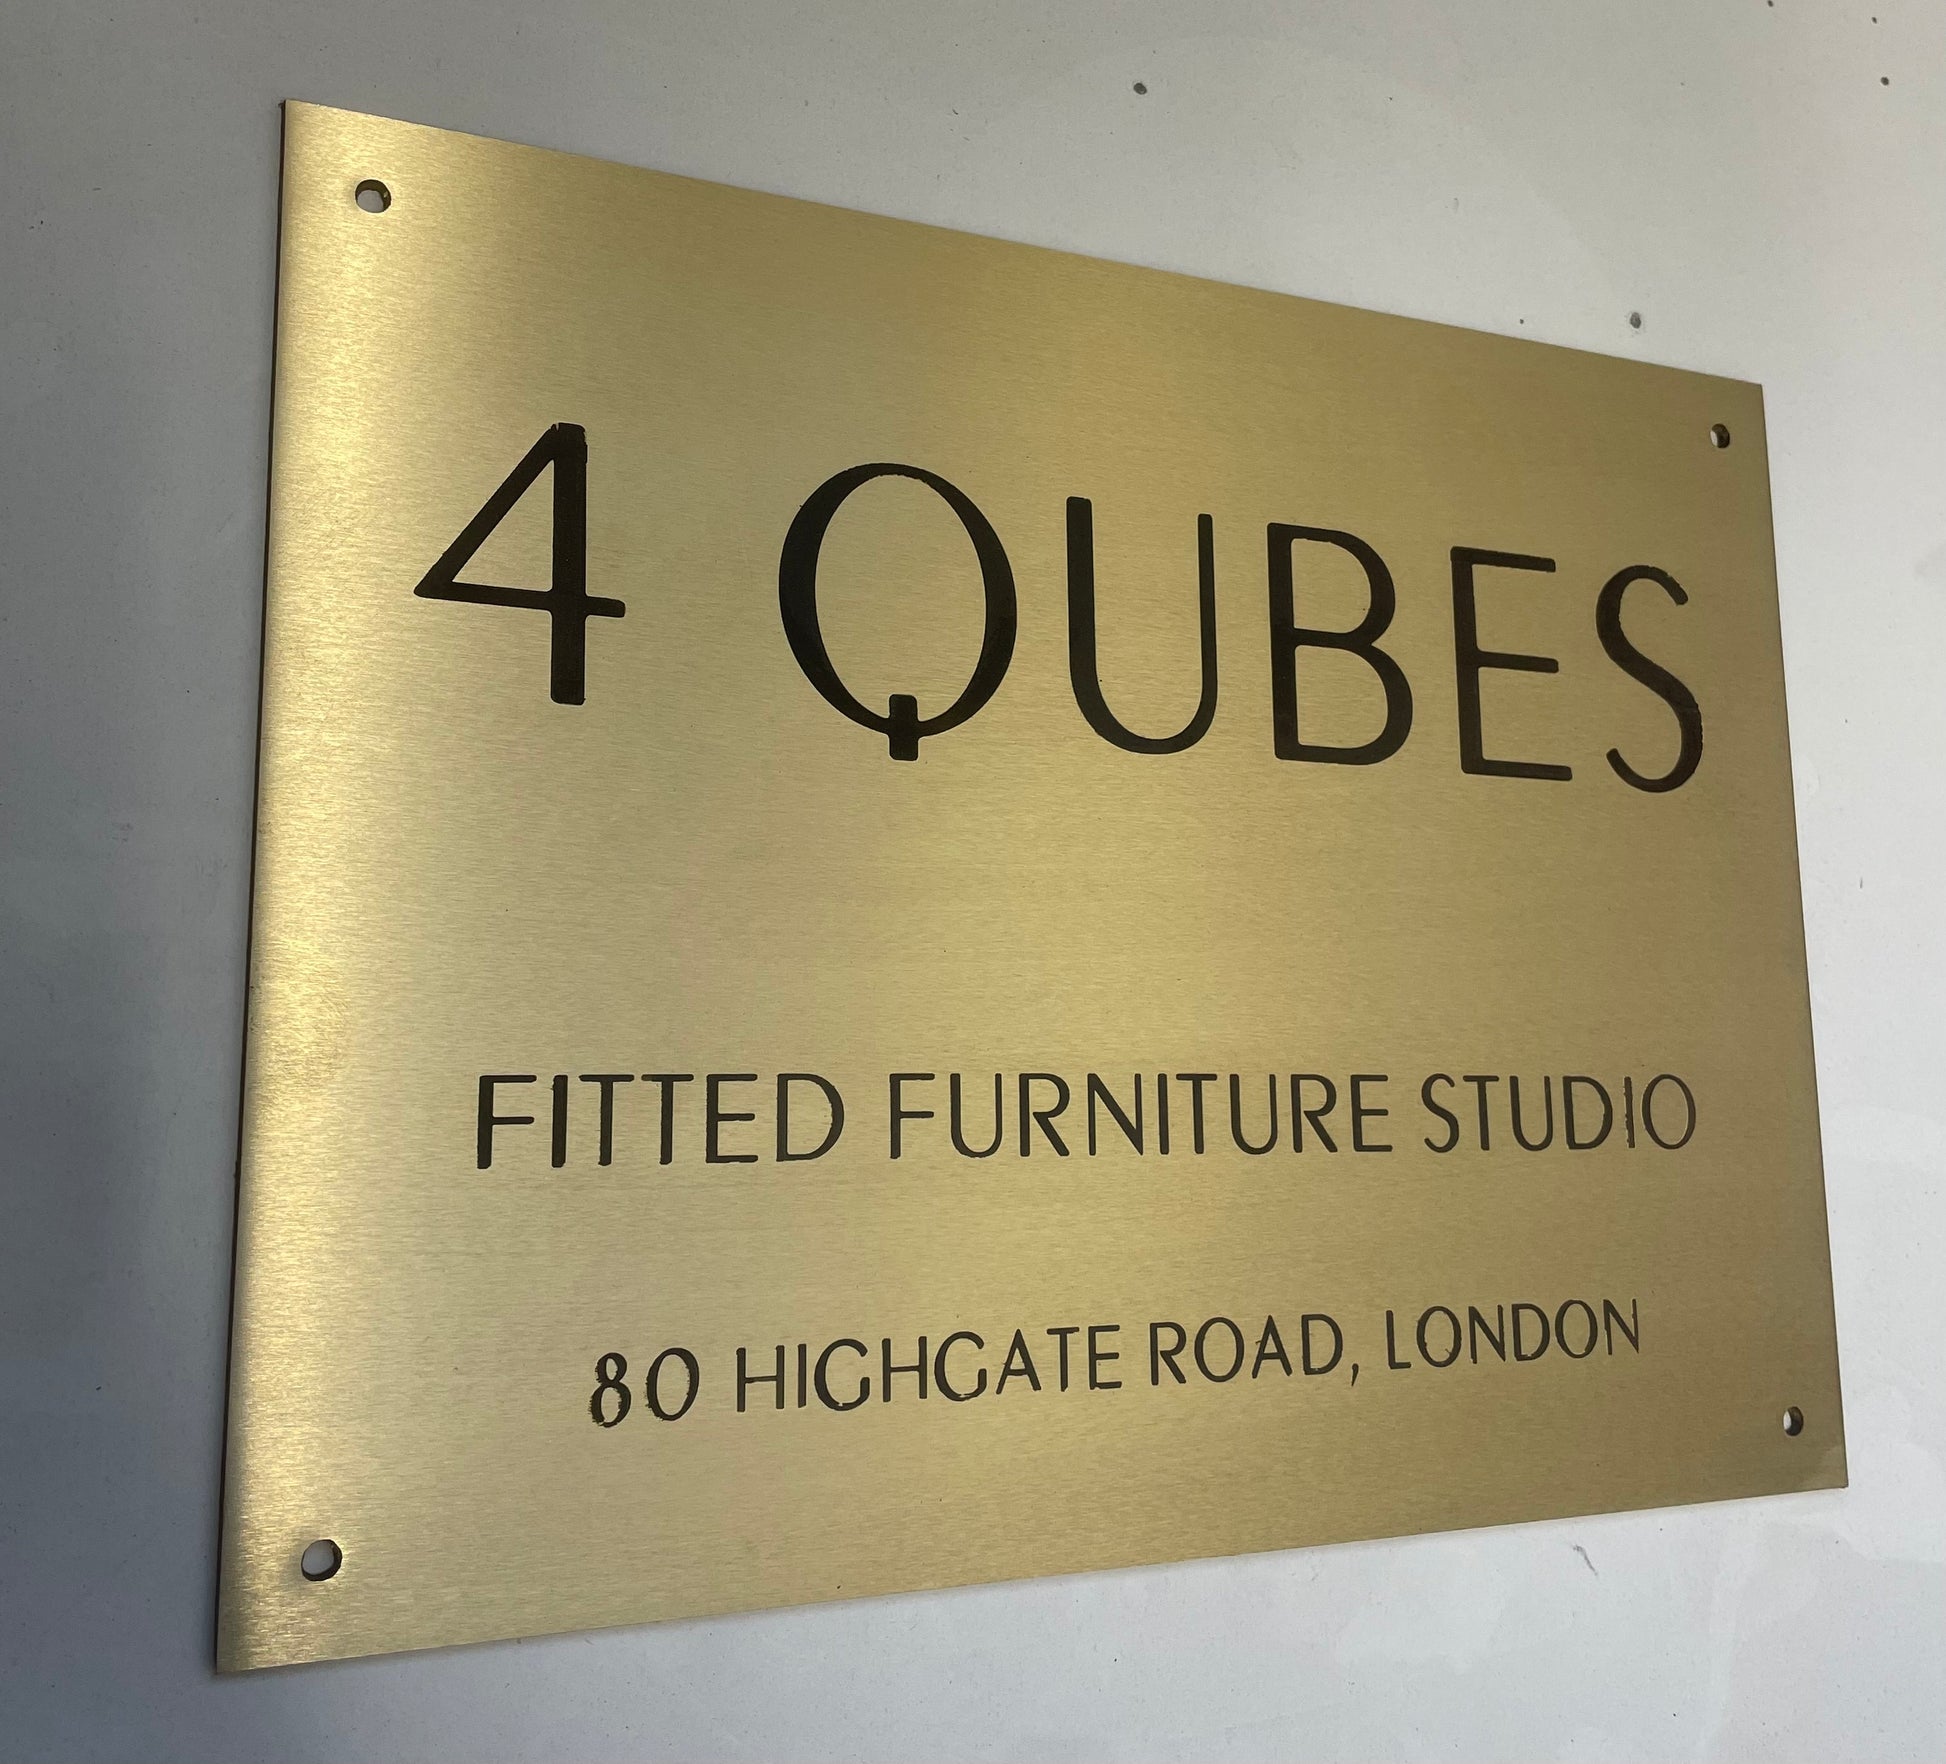 4 QUBES
FITTED FURNITURE STUDIO
80 HIGHGATE ROAD, LONDON